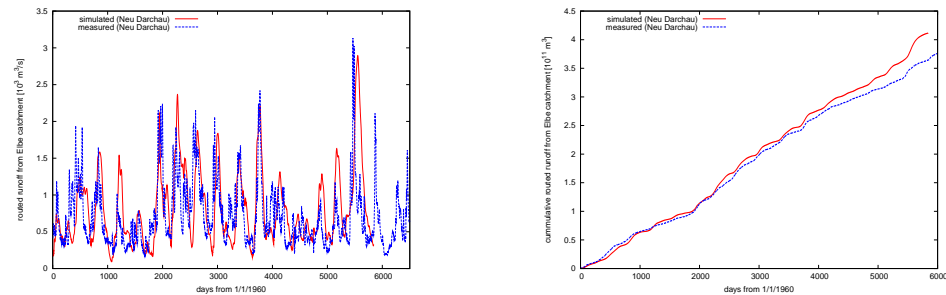 simulated (Neu Darchau)
measured (Neu Darchau)
routed runoff from Elbe catchment [10³ m³/s]
3.5
3
2.5
2
1.5
1
0.5
0
0 1000 2000 3000 4000 5000 6000
days from 1/1/1960
simulated (Neu Darchau)
measured (Neu Darchau)
cummulative routed runoff from Elbe catchment [10¹¹ m³]
4.5
4
3.5
3
2.5
2
1.5
1
0.5
0
0 1000 2000 3000 4000 5000 6000
days from 1/1/1960